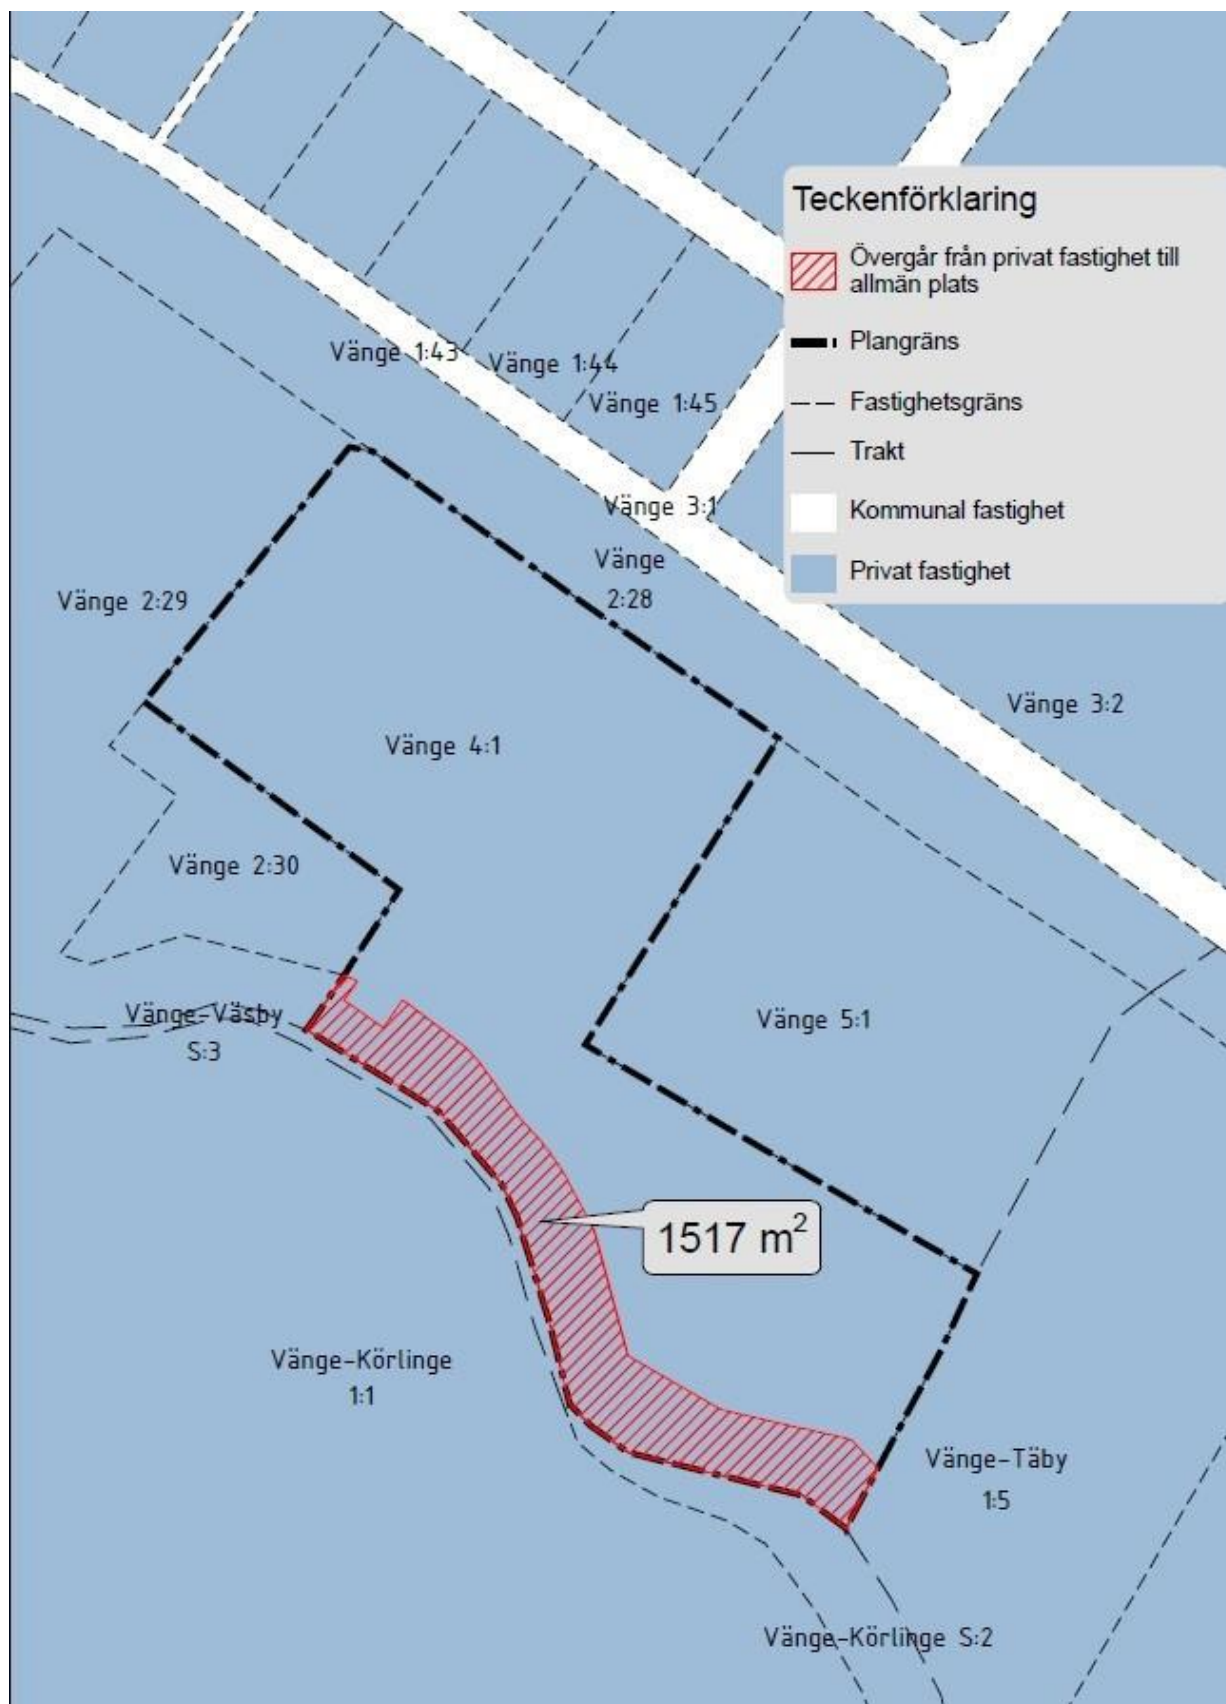 Teckenförklaring
Övergår från privat fastighet till
allmän plats
Plangräns
Fastighetsgräns
Trakt
Kommunal fastighet
Privat fastighet
Vänge 1:43
Vänge 1:44
Vänge 1:45
Vänge 3:1
Vänge
2:28
Vänge 2:29
Vänge 3:2
Vänge 4:1
Vänge 2:30
Vänge-Väsby
S:3
Vänge 5:1
1517 m²
Vänge-Körlinge
1:1
Vänge-Täby
1:5
Vänge-Körlinge S:2